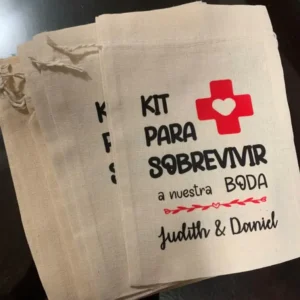 KIT
PARA
SOBREVIVIR
a nuestra BODA
Judith & Daniel
K
P
S